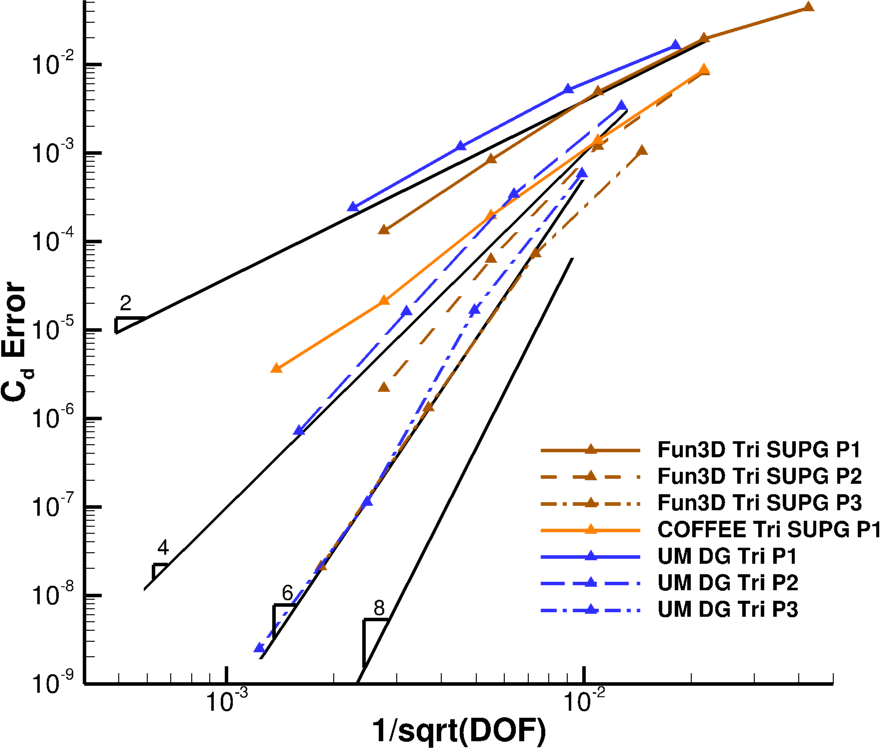 10⁻²
10⁻³
10⁻⁴
10⁻⁵
10⁻⁶
10⁻⁷
10⁻⁸
10⁻⁹
C_d Error
2
4
6
8
Fun3D Tri SUPG P1
Fun3D Tri SUPG P2
Fun3D Tri SUPG P3
COFFEE Tri SUPG P1
UM DG Tri P1
UM DG Tri P2
UM DG Tri P3
10⁻³
10⁻²
1/sqrt(DOF)